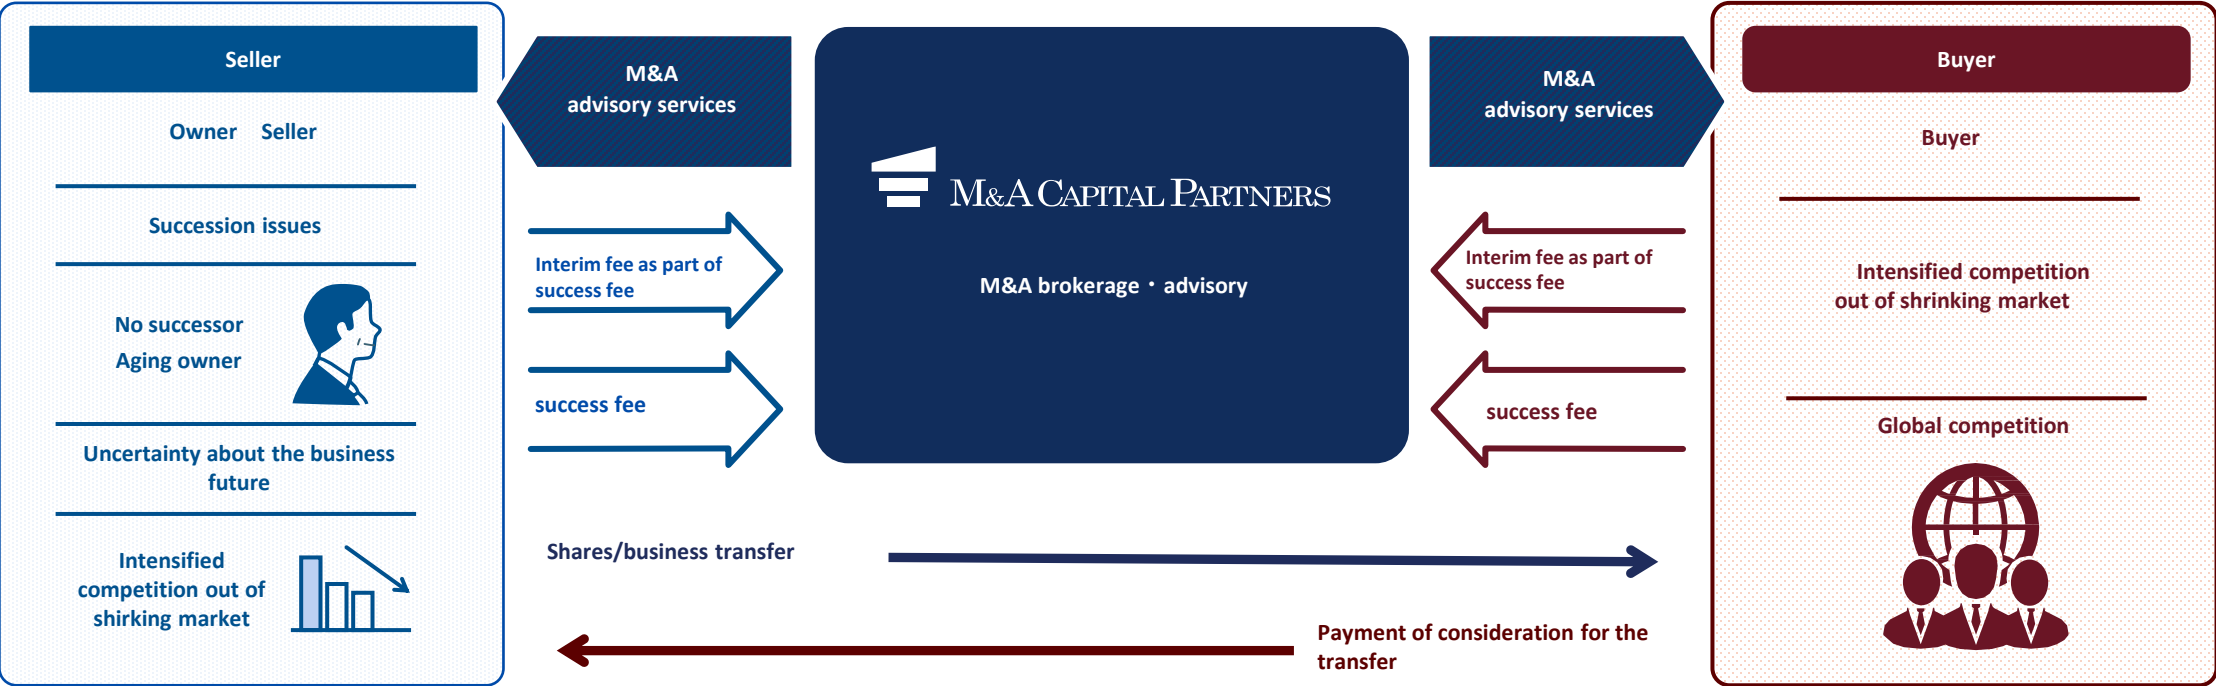 Seller
Owner Seller
Succession issues
No successor
Aging owner
Uncertainty about the business
future
Intensified
competition out of
shirking market
M&A
advisory services
Interim fee as part of
success fee
success fee
M&A CAPITAL PARTNERS
M&A brokerage・advisory
M&A
advisory services
Interim fee as part of
success fee
success fee
Shares/business transfer
Payment of consideration for the
transfer
Buyer
Buyer
Intensified competition
out of shrinking market
Global competition